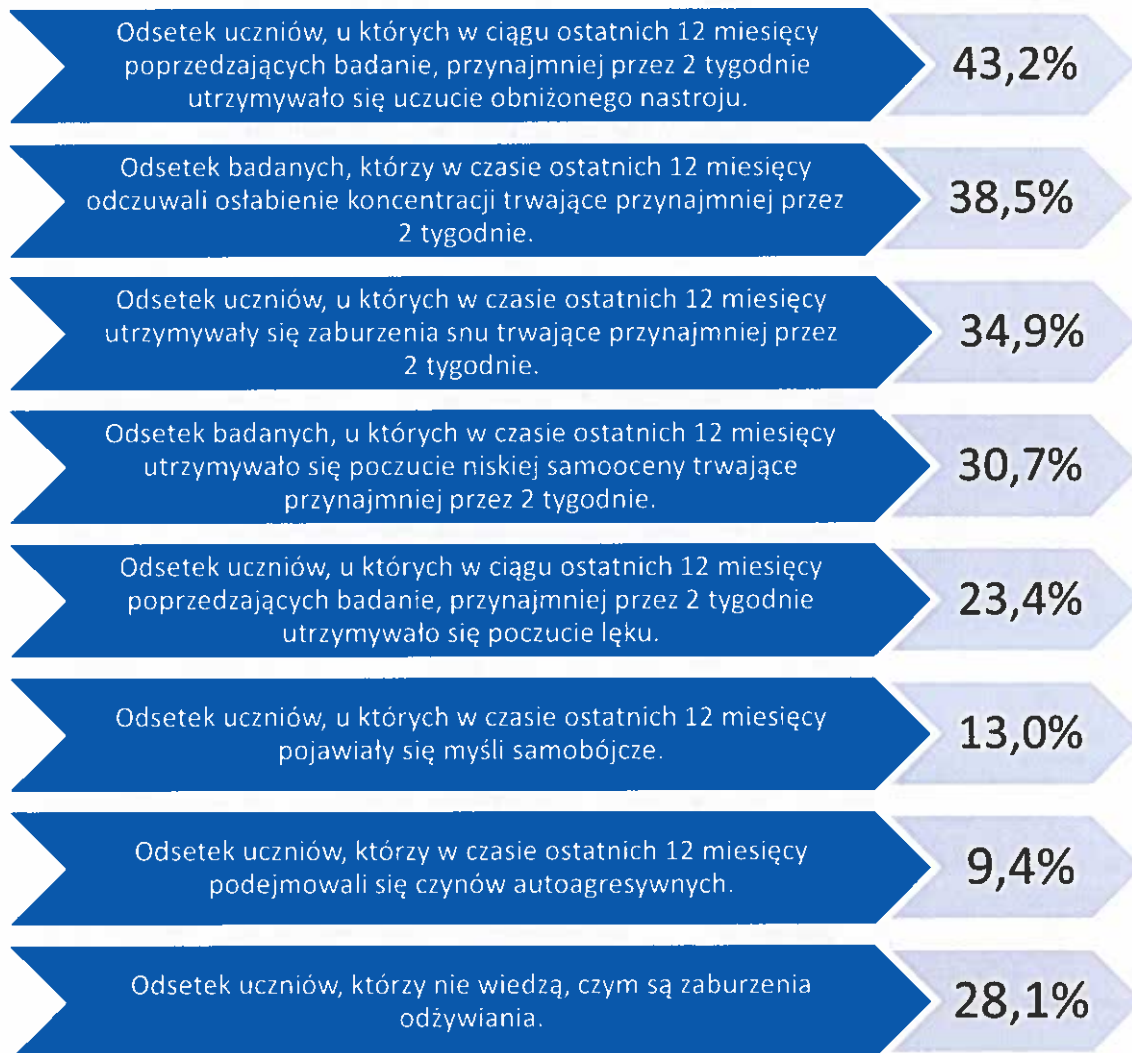 Odsetek uczniów, u których w ciągu ostatnich 12 miesięcy
poprzedzających badanie, przynajmniej przez 2 tygodnie
utrzymywało się uczucie obniżonego nastroju.
43,2%
Odsetek badanych, którzy w czasie ostatnich 12 miesięcy
odczuwali osłabienie koncentracji trwające przynajmniej przez
2 tygodnie.
38,5%
Odsetek uczniów, u których w czasie ostatnich 12 miesięcy
utrzymywały się zaburzenia snu trwające przynajmniej przez
2 tygodnie.
34,9%
Odsetek badanych, u których w czasie ostatnich 12 miesięcy
utrzymywało się poczucie niskiej samooceny trwające
przynajmniej przez 2 tygodnie.
30,7%
Odsetek uczniów, u których w ciągu ostatnich 12 miesięcy
poprzedzających badanie, przynajmniej przez 2 tygodnie
utrzymywało się poczucie lęku.
23,4%
Odsetek uczniów, u których w czasie ostatnich 12 miesięcy
pojawiały się myśli samobójcze.
13,0%
Odsetek uczniów, którzy w czasie ostatnich 12 miesięcy
podejmowali się czynów autoagresywnych.
9,4%
Odsetek uczniów, którzy nie wiedzą, czym są zaburzenia
odżywiania.
28,1%